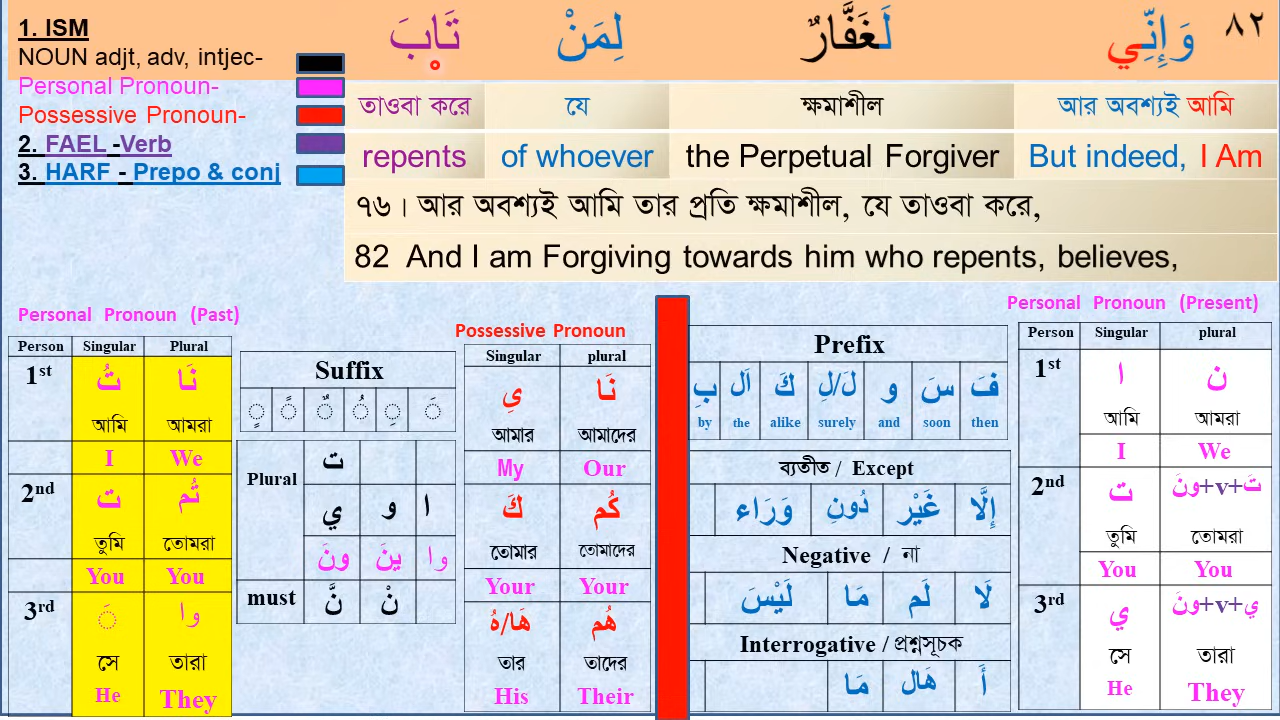 1. ISM
NOUN adjt, adv, intjec-
Personal Pronoun-
Possessive Pronoun-
2. FAEL -Verb
3. HARF - Prepo & conj
٨٢ وَإِنِّي لَغَفَّارٌ لِمَنْ تَابَ
তাওবা করে যে ক্ষমাশীল আর অবশ্যই আমি
repents of whoever the Perpetual Forgiver But indeed, I Am
৭৬। আর অবশ্যই আমি তার প্রতি ক্ষমাশীল, যে তাওবা করে,
82 And I am Forgiving towards him who repents, believes,
Personal Pronoun (Past)
Person Singular Plural
1st تُ نَا
আমি আমরা
I We
2nd ت تُم
তুমি তোমরা
You You
3rd َ وا
সে তারা
He They
Suffix
ٍ ً ٌ ُ ِ َ
Plural ت
ي و ا
ونَ ينَ وا
must نَّ نْ
Possessive Pronoun
Singular plural
يِ نَا
আমার আমাদের
My Our
كَ كُم
তোমার তোমাদের
Your Your
هَا/هُ هُم
তার তাদের
His Their
Prefix
بِ اَل كَ لَ/لِ و سَ فَ
by the alike surely and soon then
ব্যতীত / Except
وَرَاء دُونِ غَيْر إِلَّا
Negative / না
لَيْسَ مَا لَم لَا
Interrogative / প্রশ্নসূচক
مَا هَال أَ
Personal Pronoun (Present)
Person Singular plural
1st ا ن
আমি আমরা
I We
2nd ت تَ+v+ونَ
তুমি তোমরা
You You
3rd ي ي+v+ونَ
সে তারা
He They